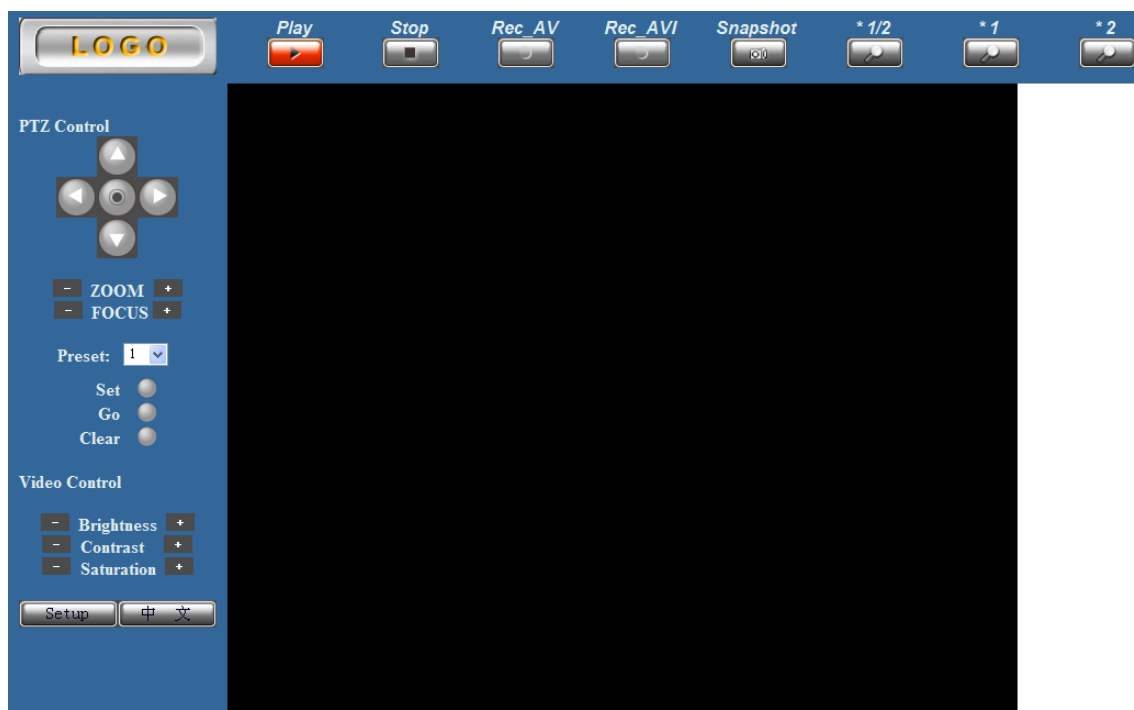 LOGO
Play Stop Rec_AV Rec_AVI Snapshot * 1/2 * 1 * 2
PTZ Control
- ZOOM +
- FOCUS +
Preset: 1
Set
Go
Clear
Video Control
- Brightness +
- Contrast +
- Saturation +
Setup 中 文